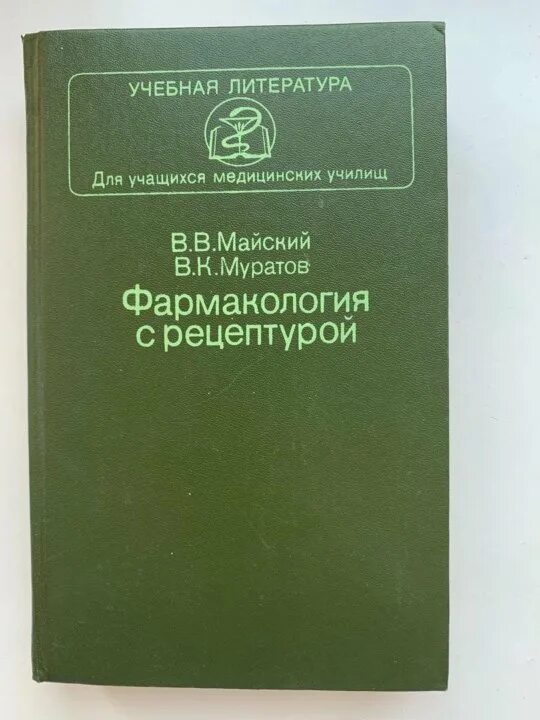 УЧЕБНАЯ ЛИТЕРАТУРА
Для учащихся медицинских училищ
В.В.Майский
В.К.Муратов
Фармакология
с рецептурой